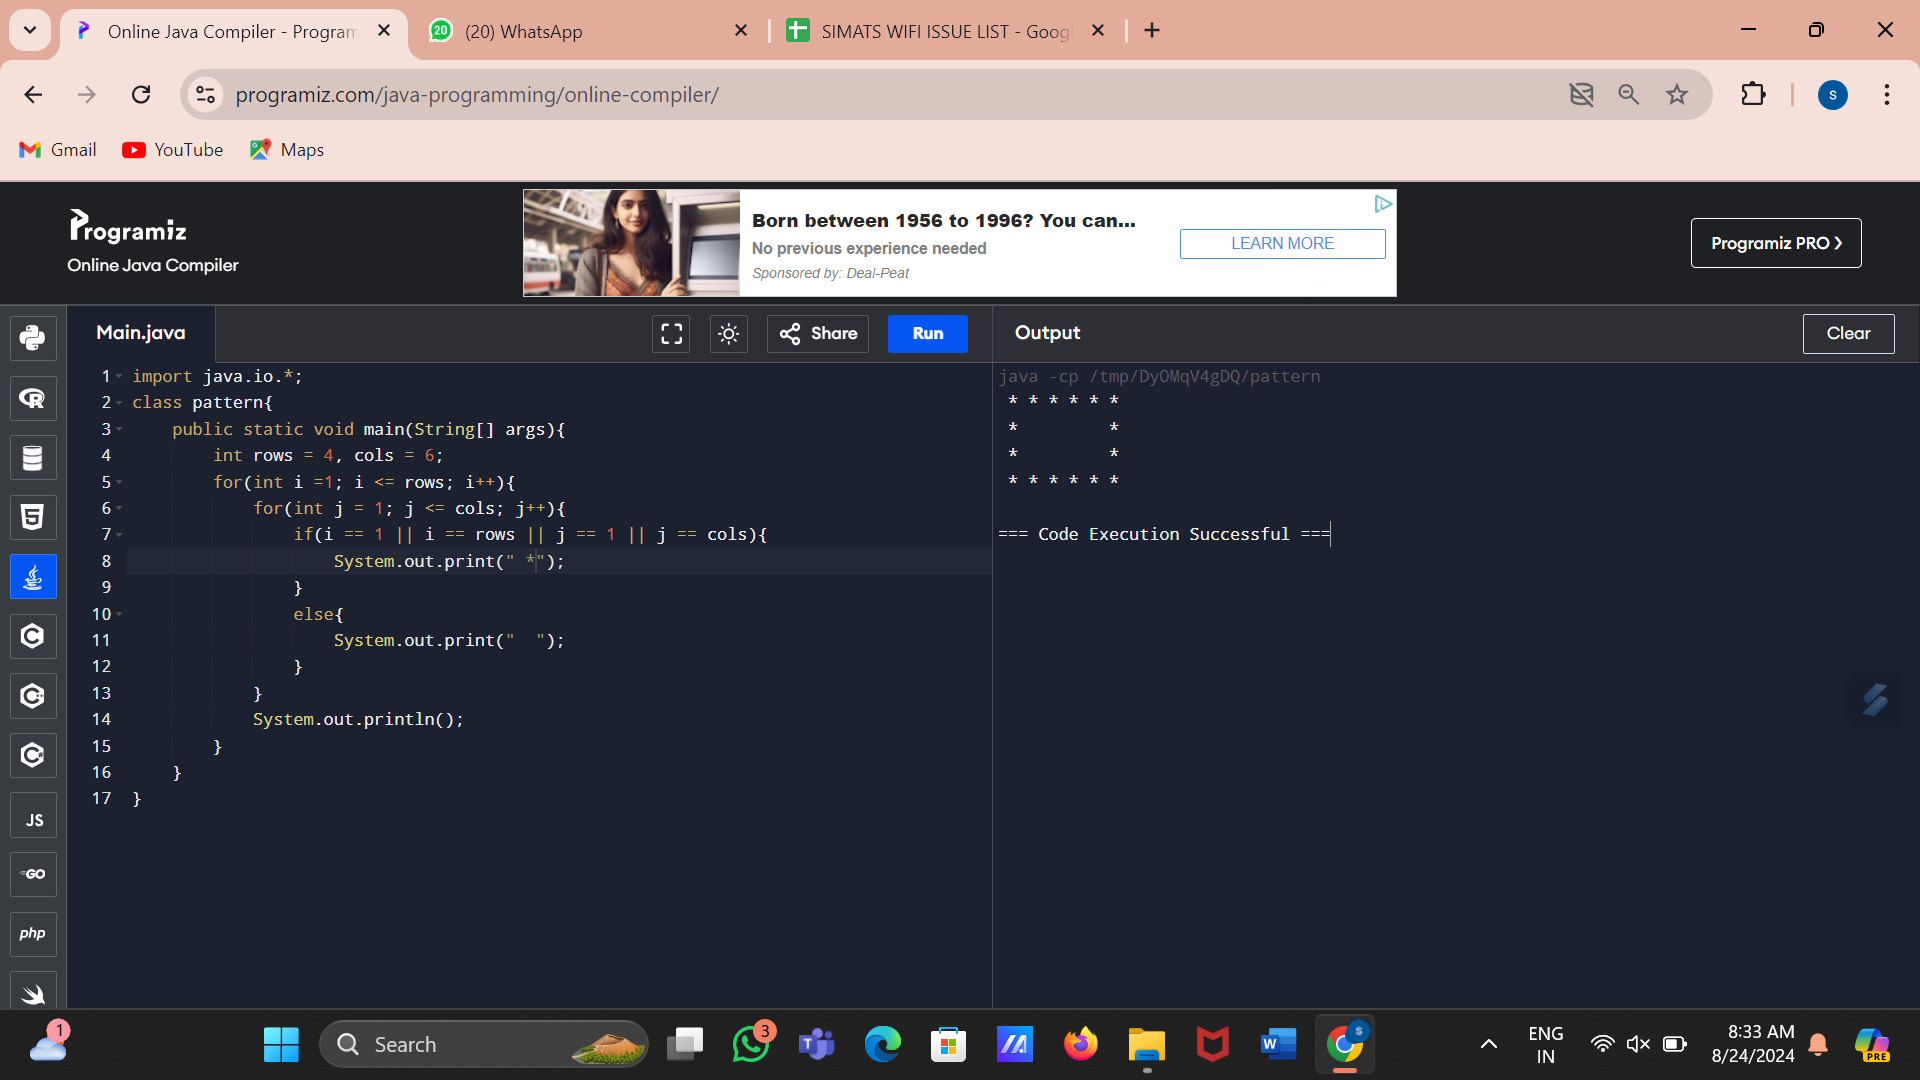 Online Java Compiler - Program
(20) WhatsApp
SIMATS WIFI ISSUE LIST - Goog
programiz.com/java-programming/online-compiler/
s
Gmail
YouTube
Maps
Programiz
Online Java Compiler
Born between 1956 to 1996? You can...
No previous experience needed
Sponsored by: Deal-Peat
LEARN MORE
Programiz PRO ❯
Main.java
Share
Run
Output
Clear
1 import java.io.*;
2 class pattern{
3     public static void main(String[] args){
4         int rows = 4, cols = 6;
5         for(int i =1; i <= rows; i++){
6             for(int j = 1; j <= cols; j++){
7                 if(i == 1 || i == rows || j == 1 || j == cols){
8                     System.out.print(" *");
9                 }
10                else{
11                    System.out.print("  ");
12                }
13            }
14            System.out.println();
15        }
16    }
17 }
java -cp /tmp/DyOMqV4gDQ/pattern
 * * * * * *
 *         *
 *         *
 * * * * * *
=== Code Execution Successful ===
JS
GO
php
1
Search
3
ENG
IN
8:33 AM
8/24/2024
PRE